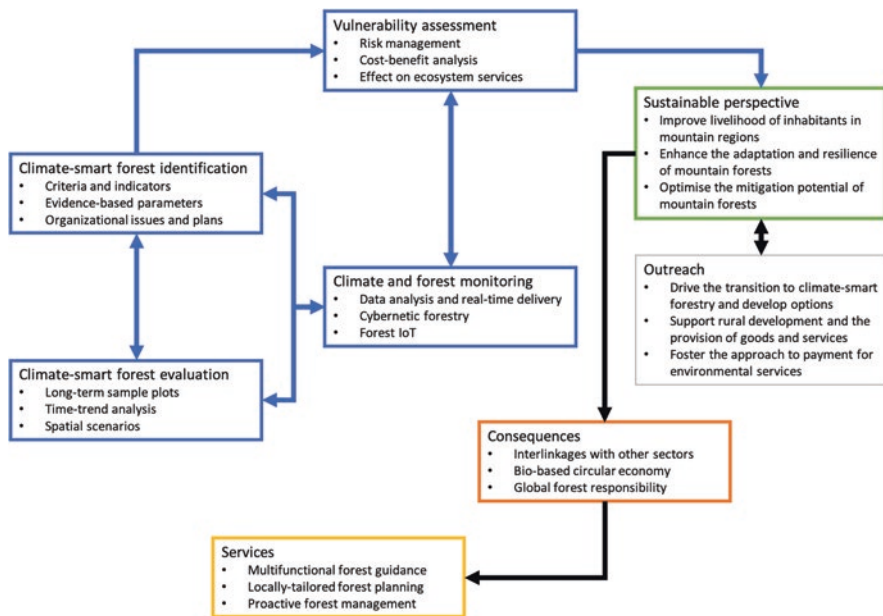 Vulnerability assessment
• Risk management
• Cost-benefit analysis
• Effect on ecosystem services
Sustainable perspective
• Improve livelihood of inhabitants in
mountain regions
• Enhance the adaptation and resilience
of mountain forests
• Optimise the mitigation potential of
mountain forests
Climate-smart forest identification
• Criteria and indicators
• Evidence-based parameters
• Organizational issues and plans
Climate and forest monitoring
• Data analysis and real-time delivery
• Cybernetic forestry
• Forest IoT
Outreach
• Drive the transition to climate-smart
forestry and develop options
• Support rural development and the
provision of goods and services
• Foster the approach to payment for
environmental services
Climate-smart forest evaluation
• Long-term sample plots
• Time-trend analysis
• Spatial scenarios
Consequences
• Interlinkages with other sectors
• Bio-based circular economy
• Global forest responsibility
Services
• Multifunctional forest guidance
• Locally-tailored forest planning
• Proactive forest management